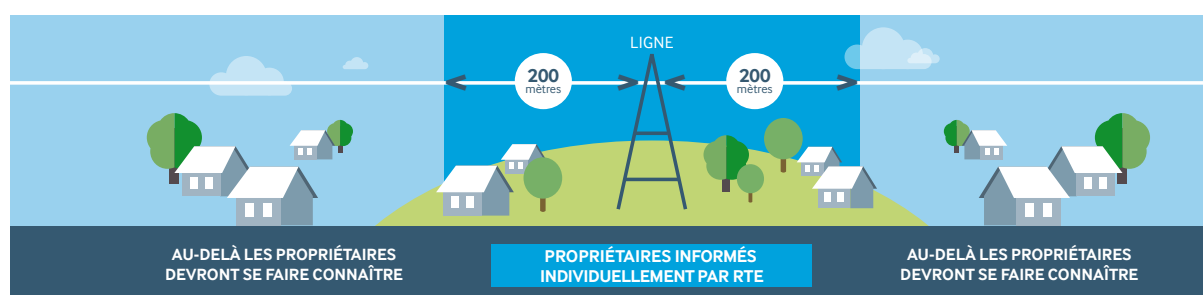 LIGNE
200
mètres
200
mètres
AU-DELÀ LES PROPRIÉTAIRES
DEVRONT SE FAIRE CONNAÎTRE
PROPRIÉTAIRES INFORMÉS
INDIVIDUELLEMENT PAR RTE
AU-DELÀ LES PROPRIÉTAIRES
DEVRONT SE FAIRE CONNAÎTRE